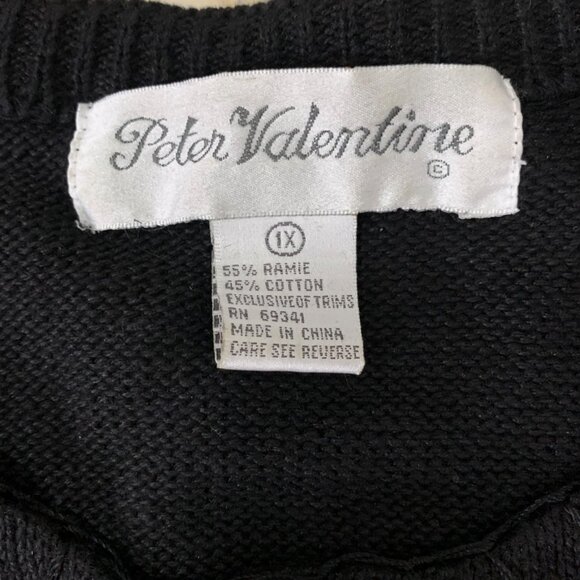 Peter Valentine
©
1X
55% RAMIE
45% COTTON
EXCLUSIVE OF TRIMS
RN 69341
MADE IN CHINA
CARE SEE REVERSE